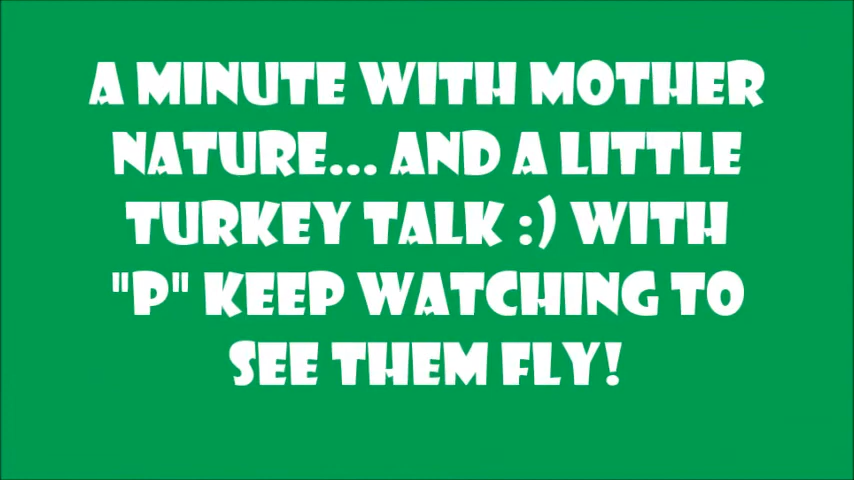 A MINUTE WITH MOTHER
NATURE... AND A LITTLE
TURKEY TALK :) WITH
"P" KEEP WATCHING TO
SEE THEM FLY!